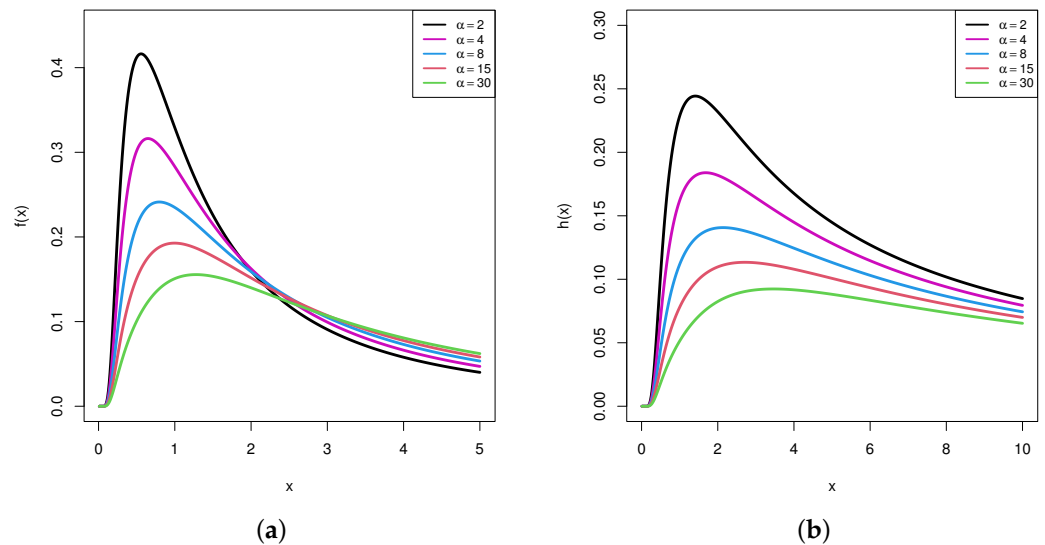 α = 2
α = 4
α = 8
α = 15
α = 30
f(x)
0.0
0.1
0.2
0.3
0.4
0 1 2 3 4 5
x
(a)
α = 2
α = 4
α = 8
α = 15
α = 30
h(x)
0.00
0.05
0.10
0.15
0.20
0.25
0.30
0 2 4 6 8 10
x
(b)